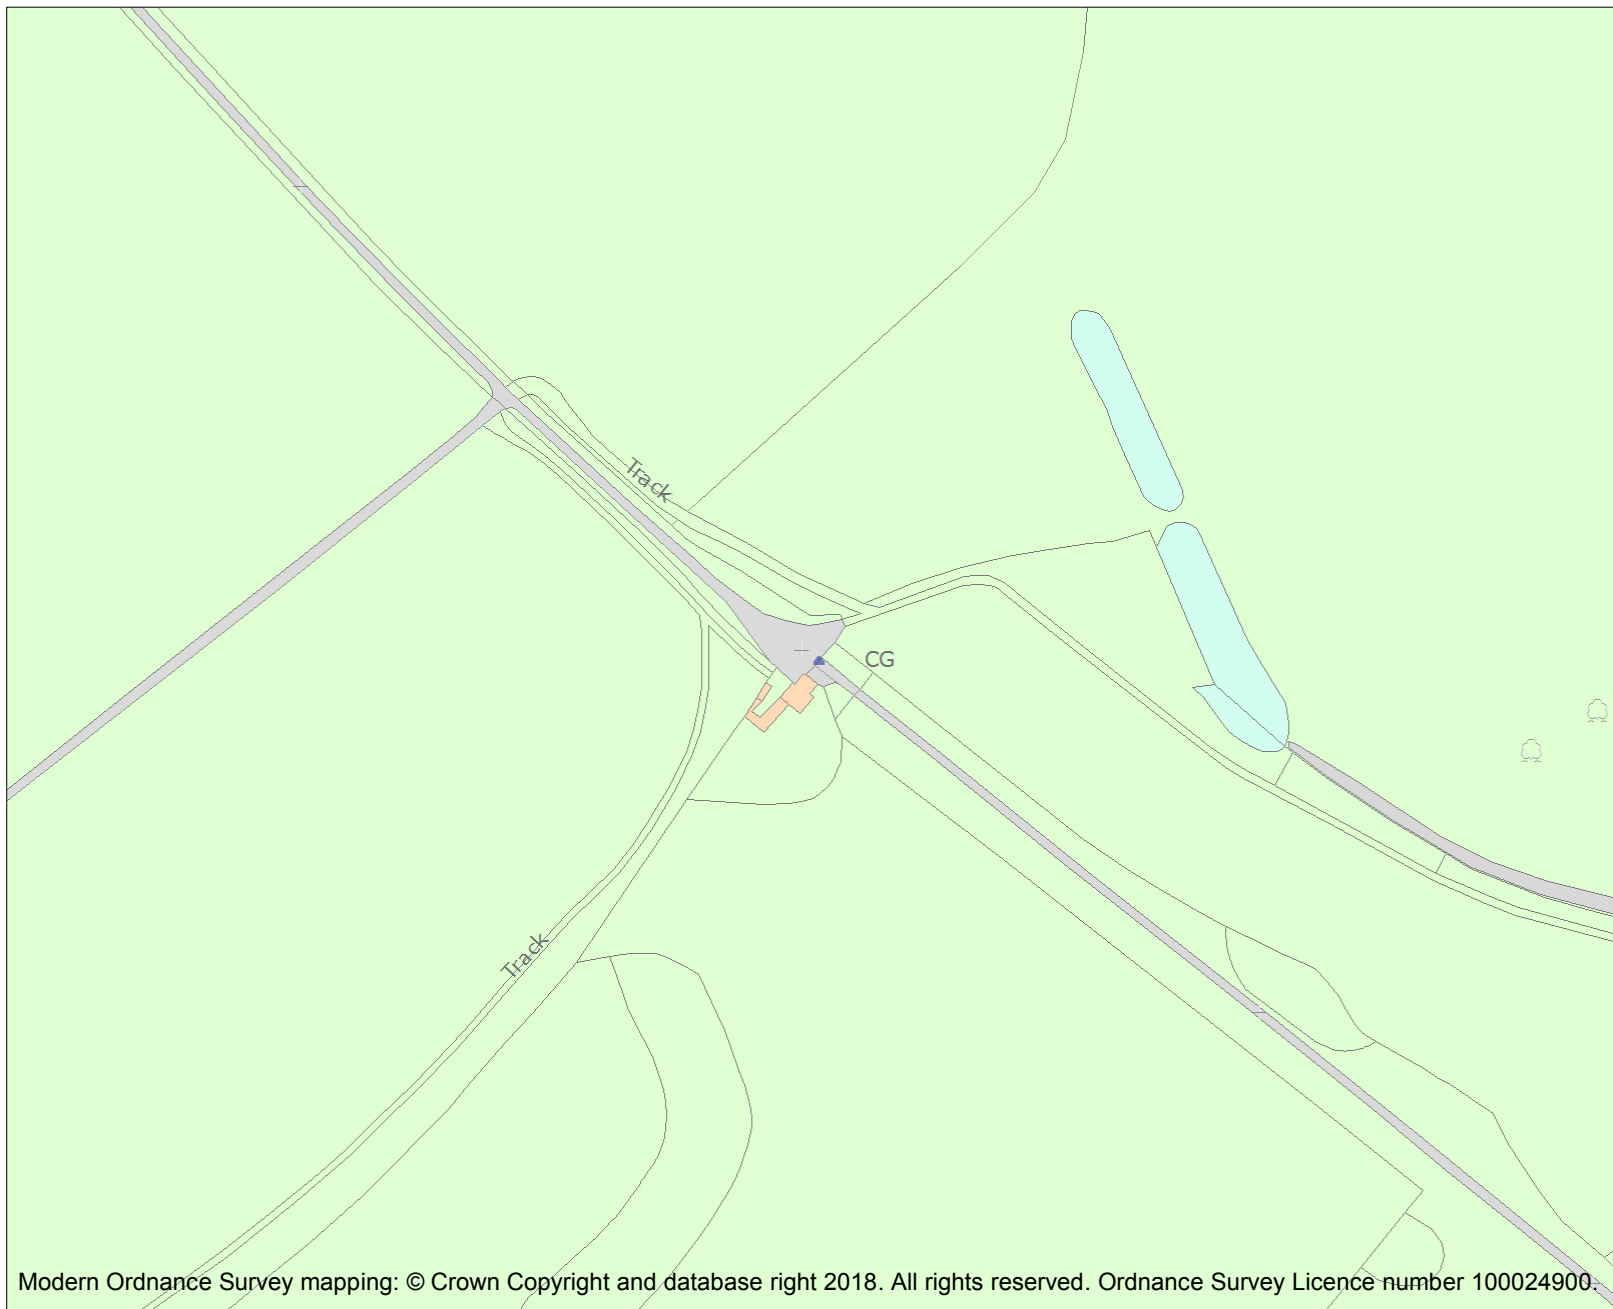 Track
CG
Track
Modern Ordnance Survey mapping: © Crown Copyright and database right 2018. All rights reserved. Ordnance Survey Licence number 100024900.